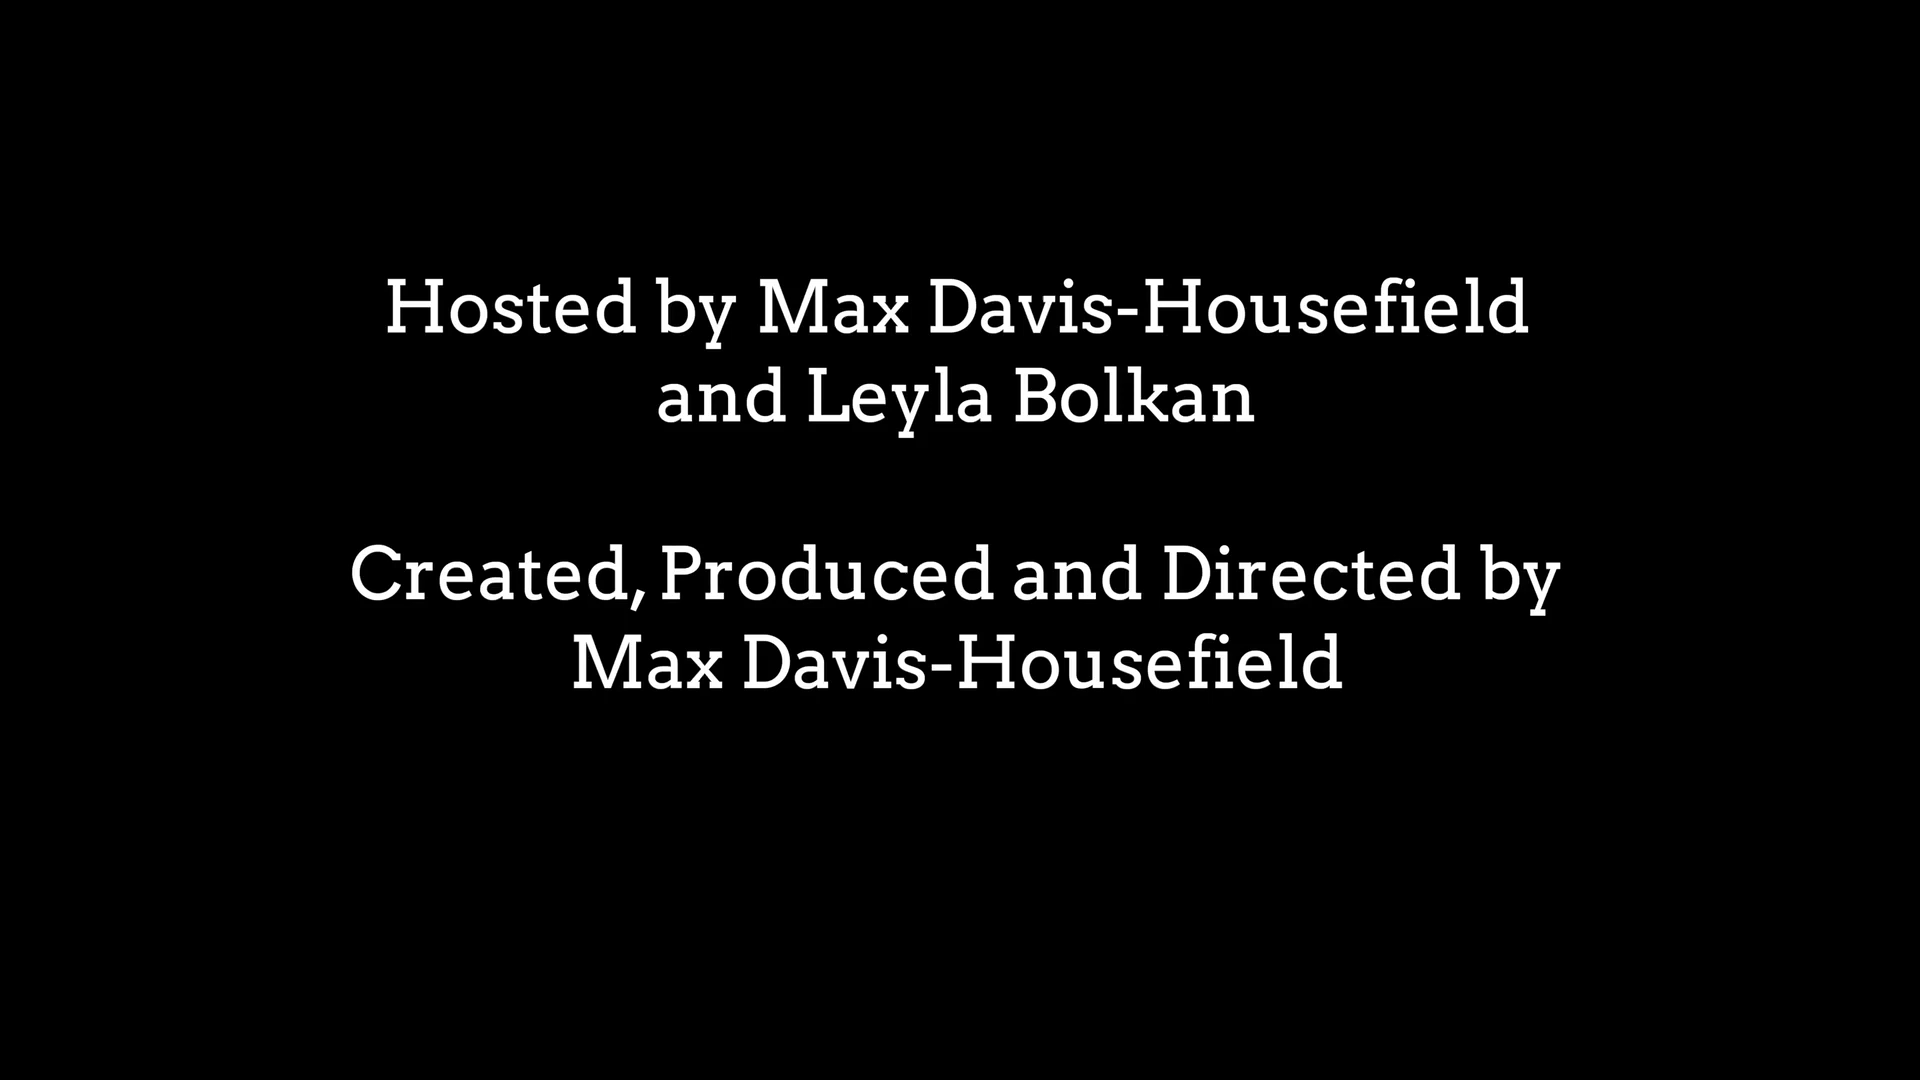 Hosted by Max Davis-Housefield
and Leyla Bolkan
Created, Produced and Directed by
Max Davis-Housefield